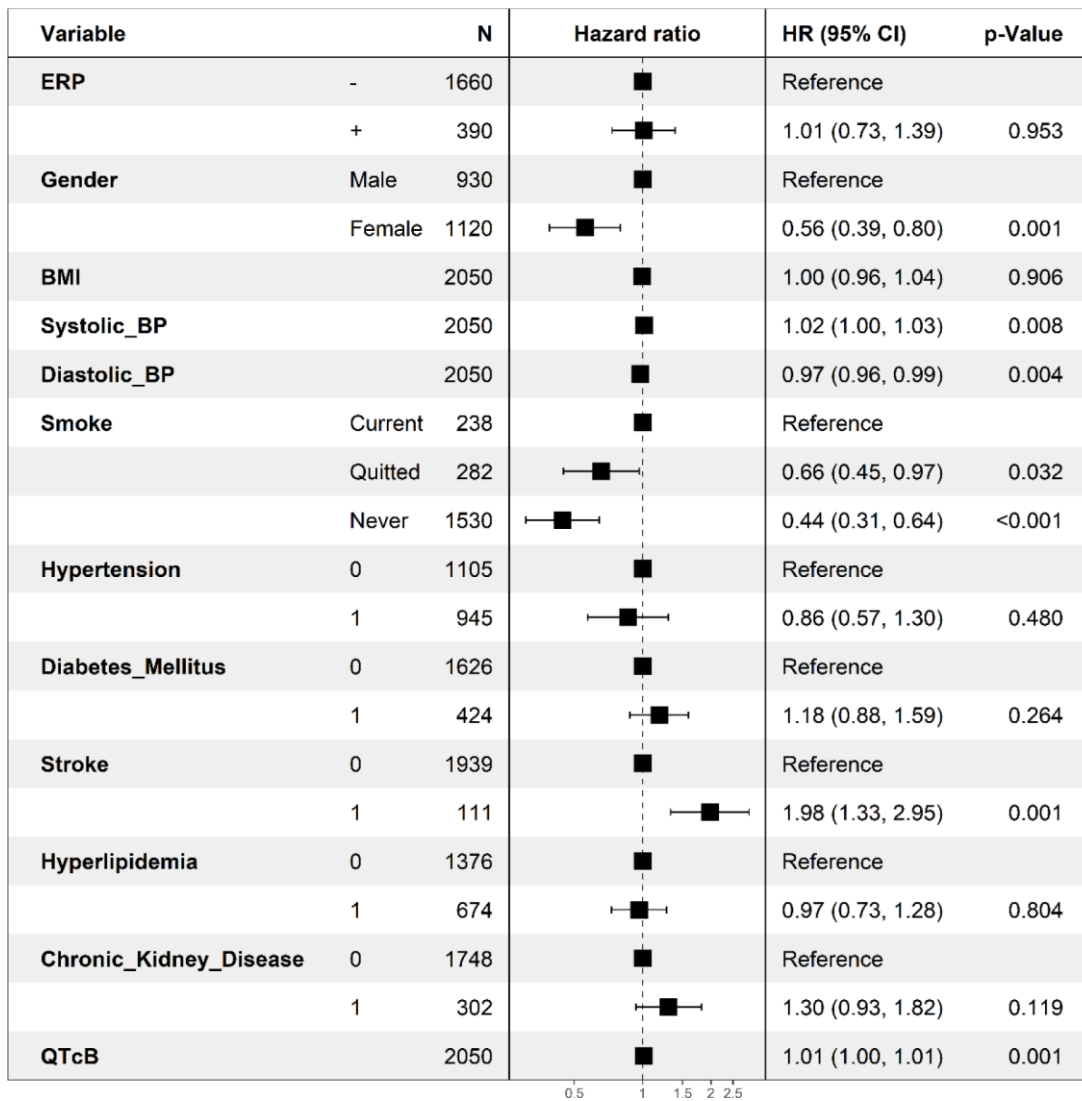 Variable N Hazard ratio HR (95% CI) p-Value
ERP - 1660 Reference
+ 390 1.01 (0.73, 1.39) 0.953
Gender Male 930 Reference
Female 1120 0.56 (0.39, 0.80) 0.001
BMI 2050 1.00 (0.96, 1.04) 0.906
Systolic_BP 2050 1.02 (1.00, 1.03) 0.008
Diastolic_BP 2050 0.97 (0.96, 0.99) 0.004
Smoke Current 238 Reference
Quitted 282 0.66 (0.45, 0.97) 0.032
Never 1530 0.44 (0.31, 0.64) <0.001
Hypertension 0 1105 Reference
1 945 0.86 (0.57, 1.30) 0.480
Diabetes_Mellitus 0 1626 Reference
1 424 1.18 (0.88, 1.59) 0.264
Stroke 0 1939 Reference
1 111 1.98 (1.33, 2.95) 0.001
Hyperlipidemia 0 1376 Reference
1 674 0.97 (0.73, 1.28) 0.804
Chronic_Kidney_Disease 0 1748 Reference
1 302 1.30 (0.93, 1.82) 0.119
QTcB 2050 1.01 (1.00, 1.01) 0.001
0.5 1 1.5 2 2.5